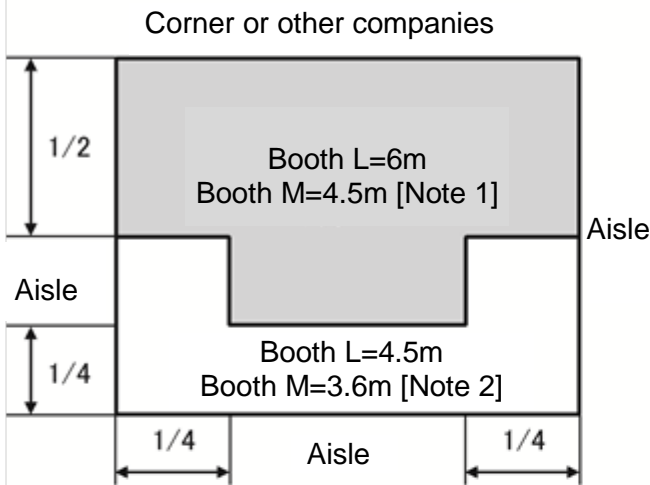 Corner or other companies
1/2
Booth L=6m
Booth M=4.5m [Note 1]
Aisle
Aisle
1/4
Booth L=4.5m
Booth M=3.6m [Note 2]
1/4
Aisle
1/4